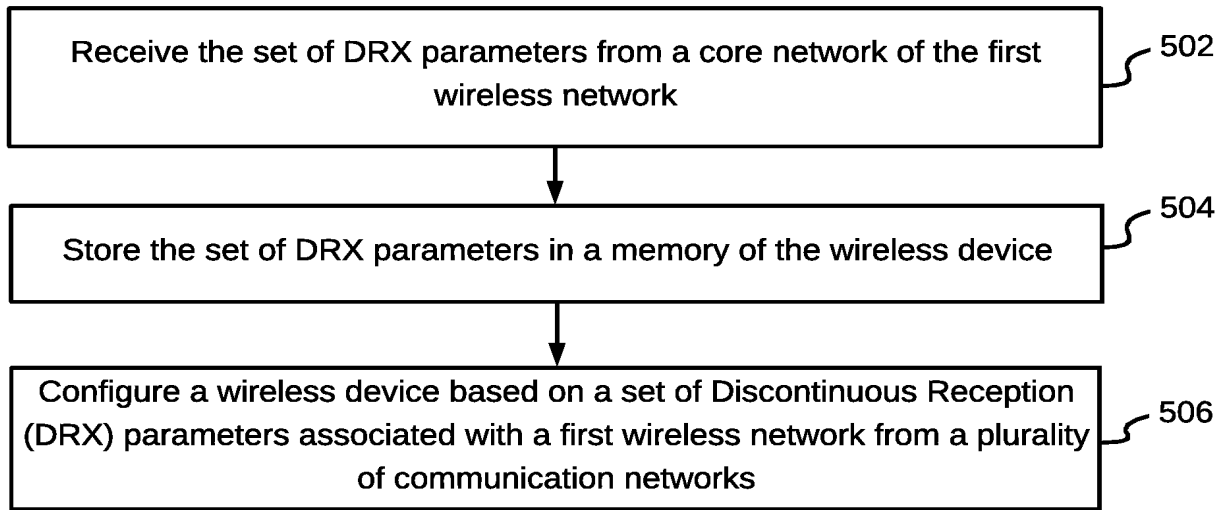 Receive the set of DRX parameters from a core network of the first
wireless network
502
Store the set of DRX parameters in a memory of the wireless device
504
Configure a wireless device based on a set of Discontinuous Reception
(DRX) parameters associated with a first wireless network from a plurality
of communication networks
506